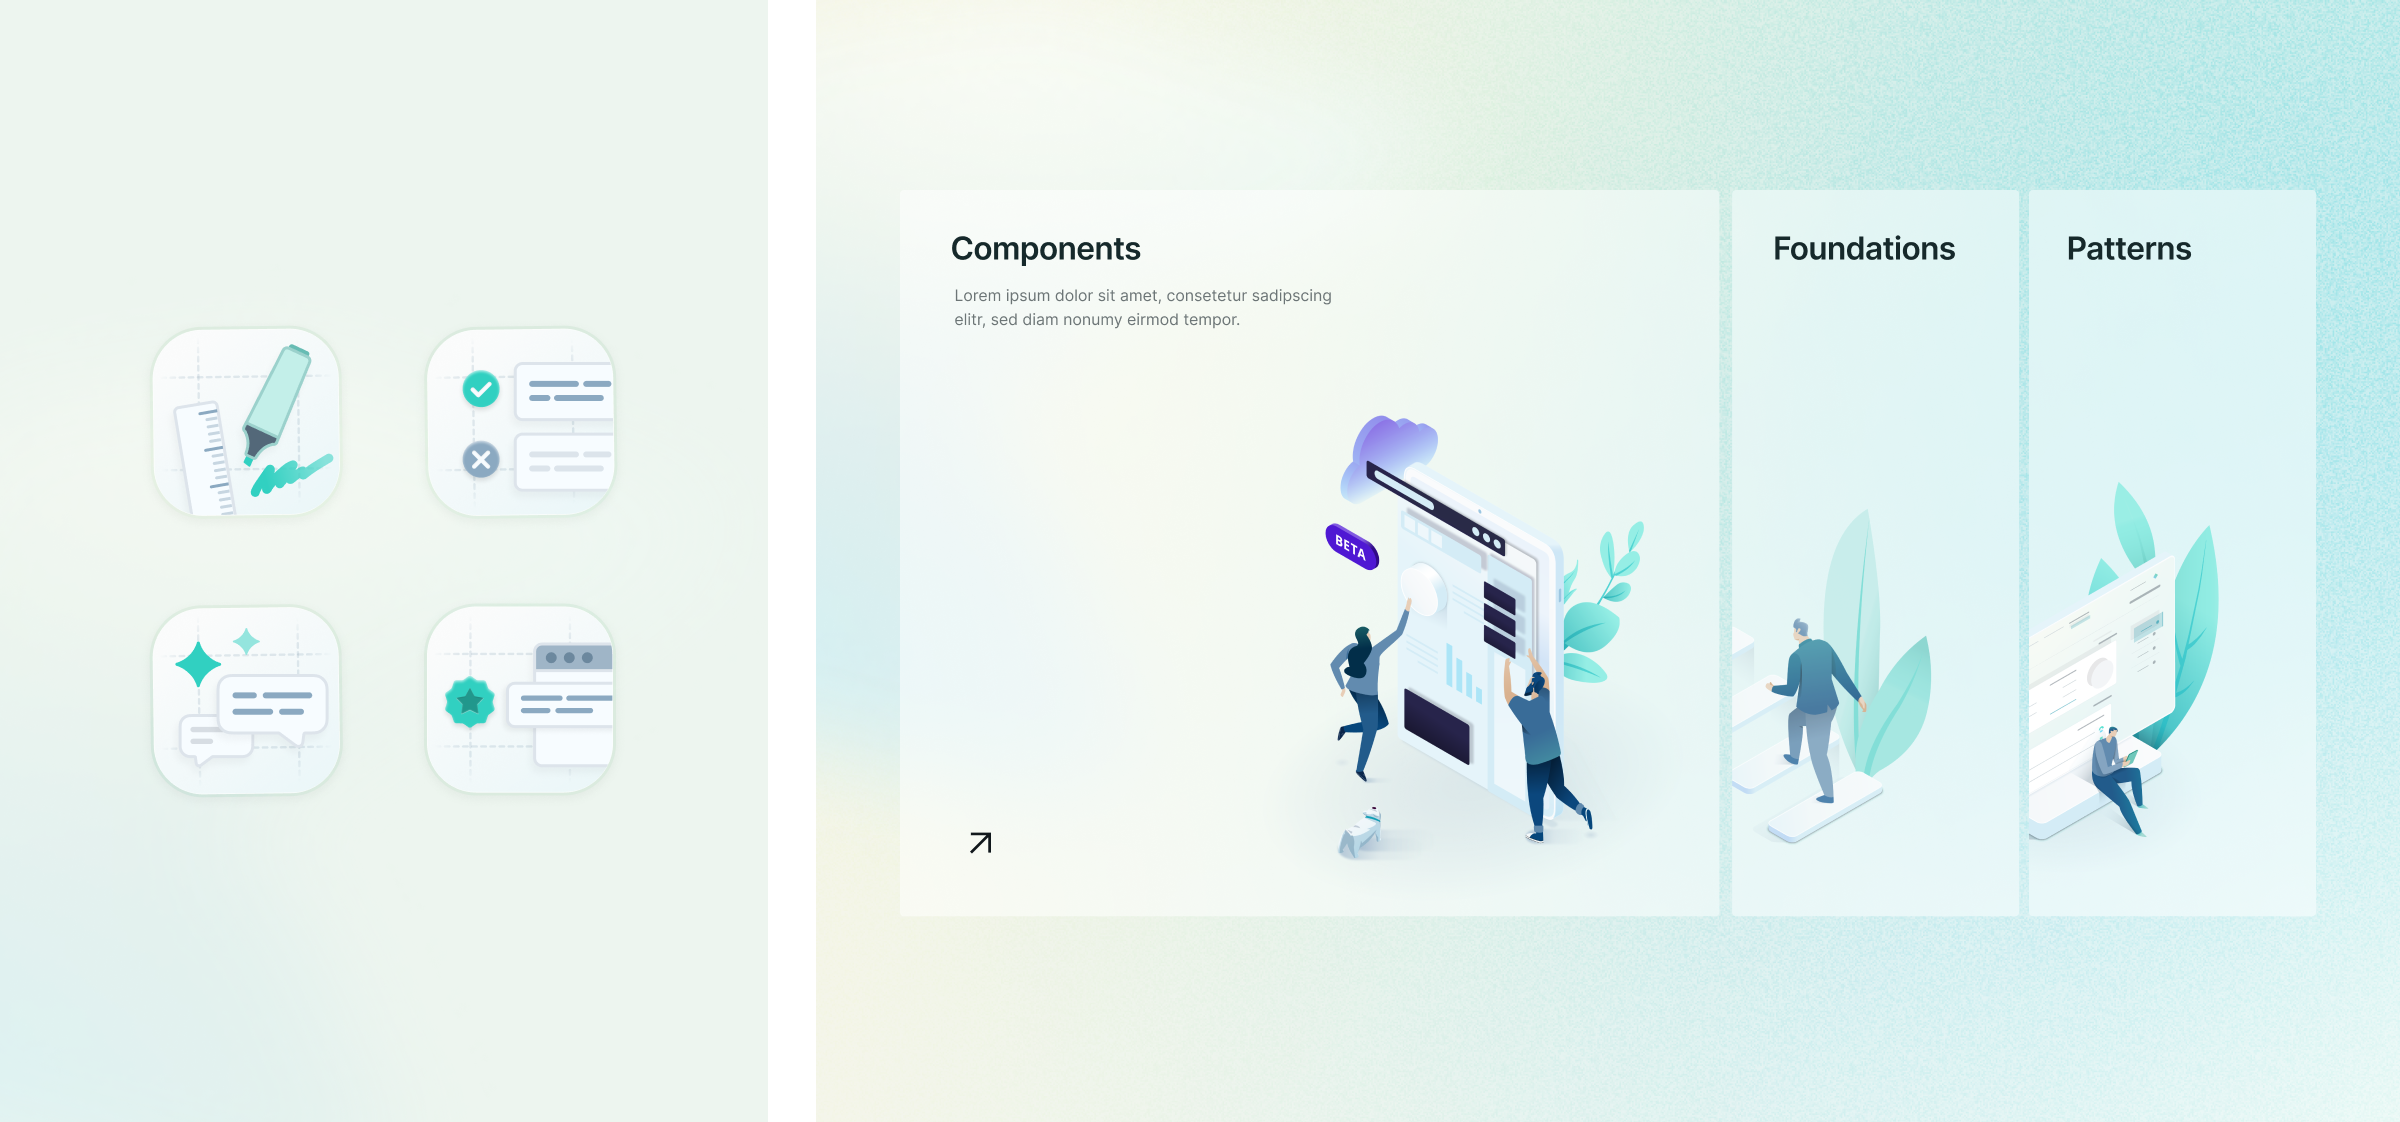 Components
Lorem ipsum dolor sit amet, consetetur sadipscing
elitr, sed diam nonumy eirmod tempor.
BETA
Foundations
Patterns